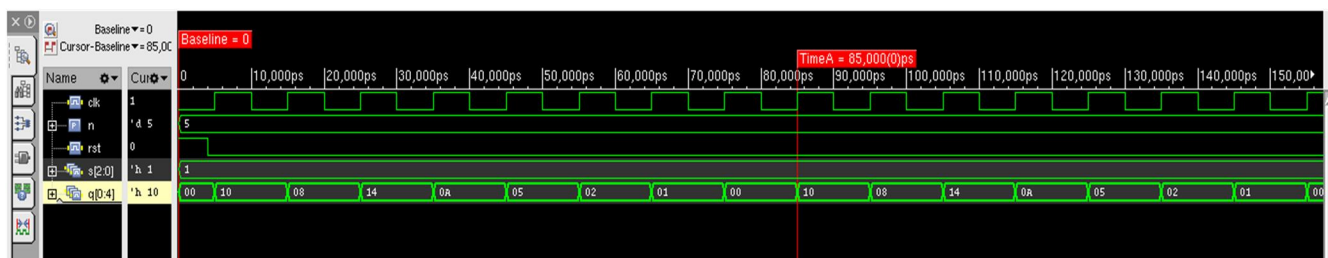 Baseline▼=0
Cursor-Baseline▼=85,00
Baseline = 0
TimeA = 85,000(0)ps
Name
0 10,000ps 20,000ps 30,000ps 40,000ps 50,000ps 60,000ps 70,000ps 80,000ps 90,000ps 100,000ps 110,000ps 120,000ps 130,000ps 140,000ps 150,00
clk 1
n 'd 5 5
rst 0
s[2:0] 'h 1 1
q[0:4] 'h 10 00 10 08 14 0A 05 02 01 00 10 08 14 0A 05 02 01 00